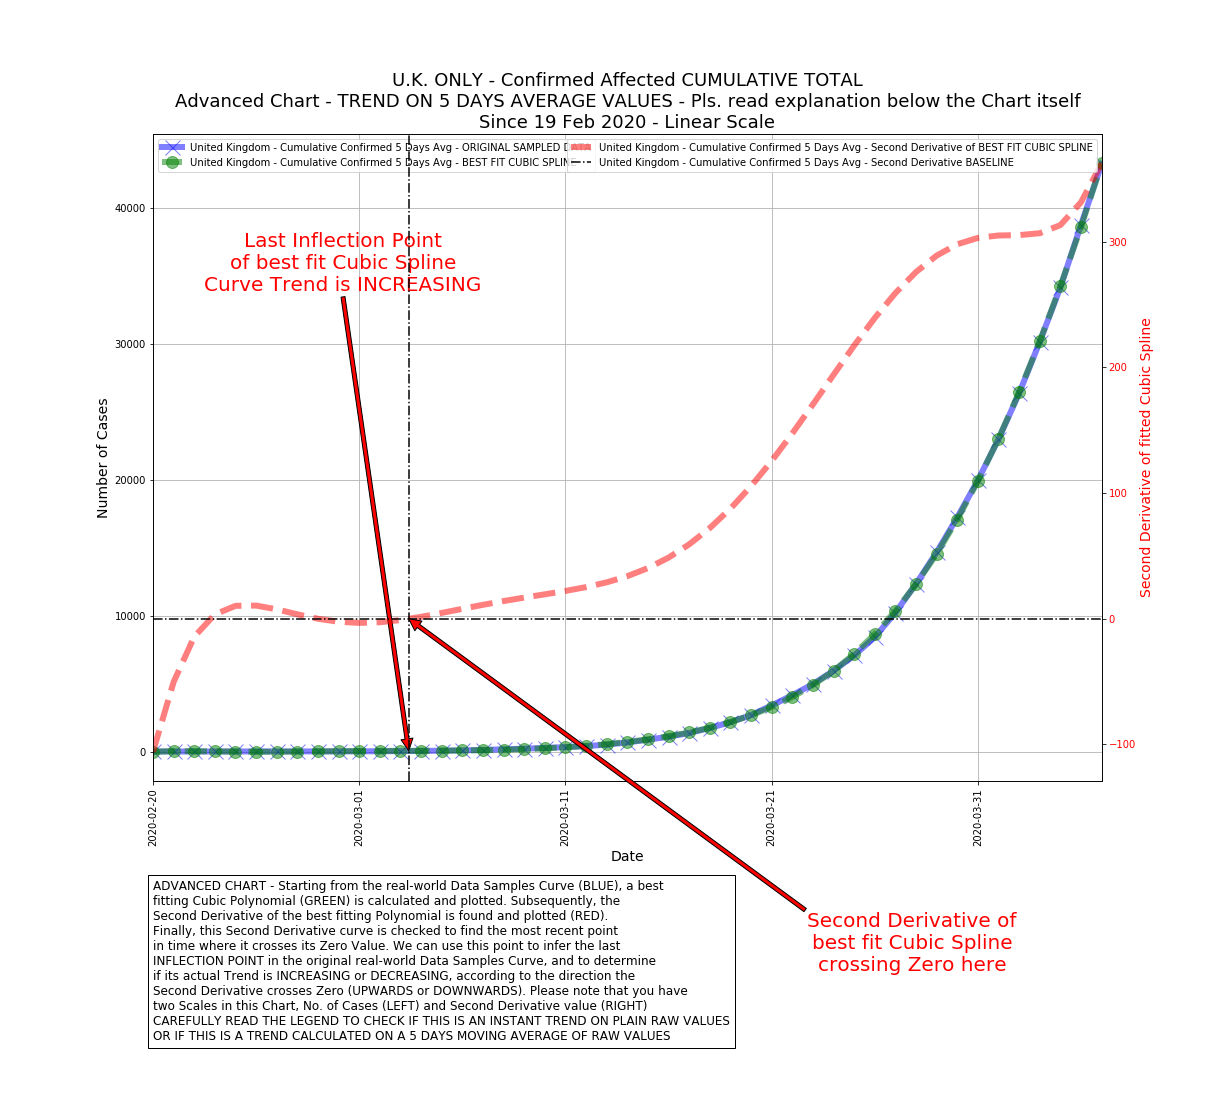 U.K. ONLY - Confirmed Affected CUMULATIVE TOTAL
Advanced Chart - TREND ON 5 DAYS AVERAGE VALUES - Pls. read explanation below the Chart itself
Since 19 Feb 2020 - Linear Scale
United Kingdom - Cumulative Confirmed 5 Days Avg - ORIGINAL SAMPLED DATA
United Kingdom - Cumulative Confirmed 5 Days Avg - BEST FIT CUBIC SPLINE
United Kingdom - Cumulative Confirmed 5 Days Avg - Second Derivative of BEST FIT CUBIC SPLINE
United Kingdom - Cumulative Confirmed 5 Days Avg - Second Derivative BASELINE
Last Inflection Point
of best fit Cubic Spline
Curve Trend is INCREASING
Number of Cases
40000
30000
20000
10000
0
Second Derivative of fitted Cubic Spline
300
200
100
0
−100
2020-02-20
2020-03-01
2020-03-11
2020-03-21
2020-03-31
Date
Second Derivative of
best fit Cubic Spline
crossing Zero here
ADVANCED CHART - Starting from the real-world Data Samples Curve (BLUE), a best
fitting Cubic Polynomial (GREEN) is calculated and plotted. Subsequently, the
Second Derivative of the best fitting Polynomial is found and plotted (RED).
Finally, this Second Derivative curve is checked to find the most recent point
in time where it crosses its Zero Value. We can use this point to infer the last
INFLECTION POINT in the original real-world Data Samples Curve, and to determine
if its actual Trend is INCREASING or DECREASING, according to the direction the
Second Derivative crosses Zero (UPWARDS or DOWNWARDS). Please note that you have
two Scales in this Chart, No. of Cases (LEFT) and Second Derivative value (RIGHT)
CAREFULLY READ THE LEGEND TO CHECK IF THIS IS AN INSTANT TREND ON PLAIN RAW VALUES
OR IF THIS IS A TREND CALCULATED ON A 5 DAYS MOVING AVERAGE OF RAW VALUES